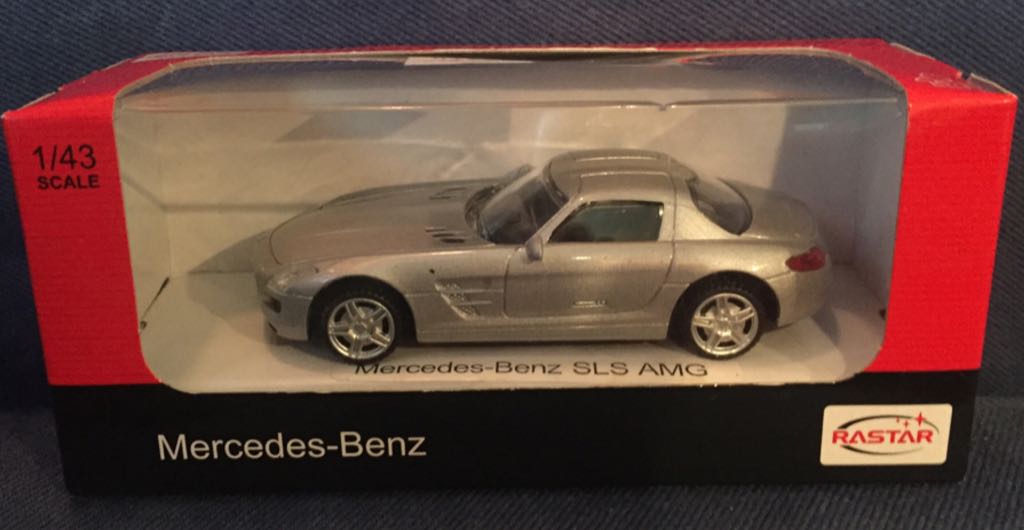 1/43
SCALE
Mercedes-Benz SLS AMG
Mercedes-Benz
RASTAR